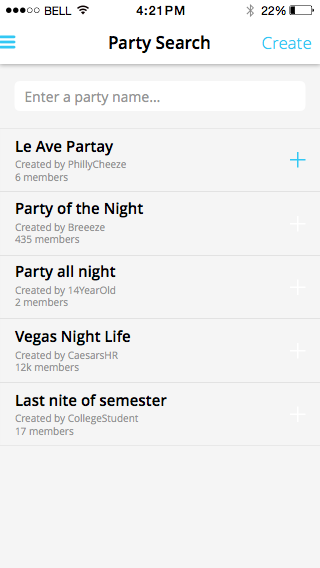 BELL 4:21PM 22%
Party Search Create
Enter a party name...
Le Ave Partay
Created by PhillyCheeze
6 members
Party of the Night
Created by Breeeze
435 members
Party all night
Created by 14YearOld
2 members
Vegas Night Life
Created by CaesarsHR
12k members
Last nite of semester
Created by CollegeStudent
17 members